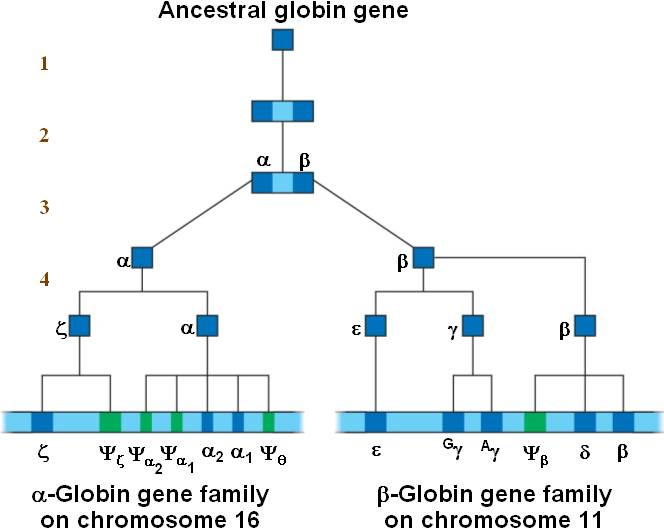 Ancestral globin gene
1
2
α β
3
α β
4
ζ α ε γ β
ζ Ψζ Ψα2 Ψα1 α2 α1 Ψθ ε Gγ Aγ Ψβ δ β
α-Globin gene family
on chromosome 16
β-Globin gene family
on chromosome 11